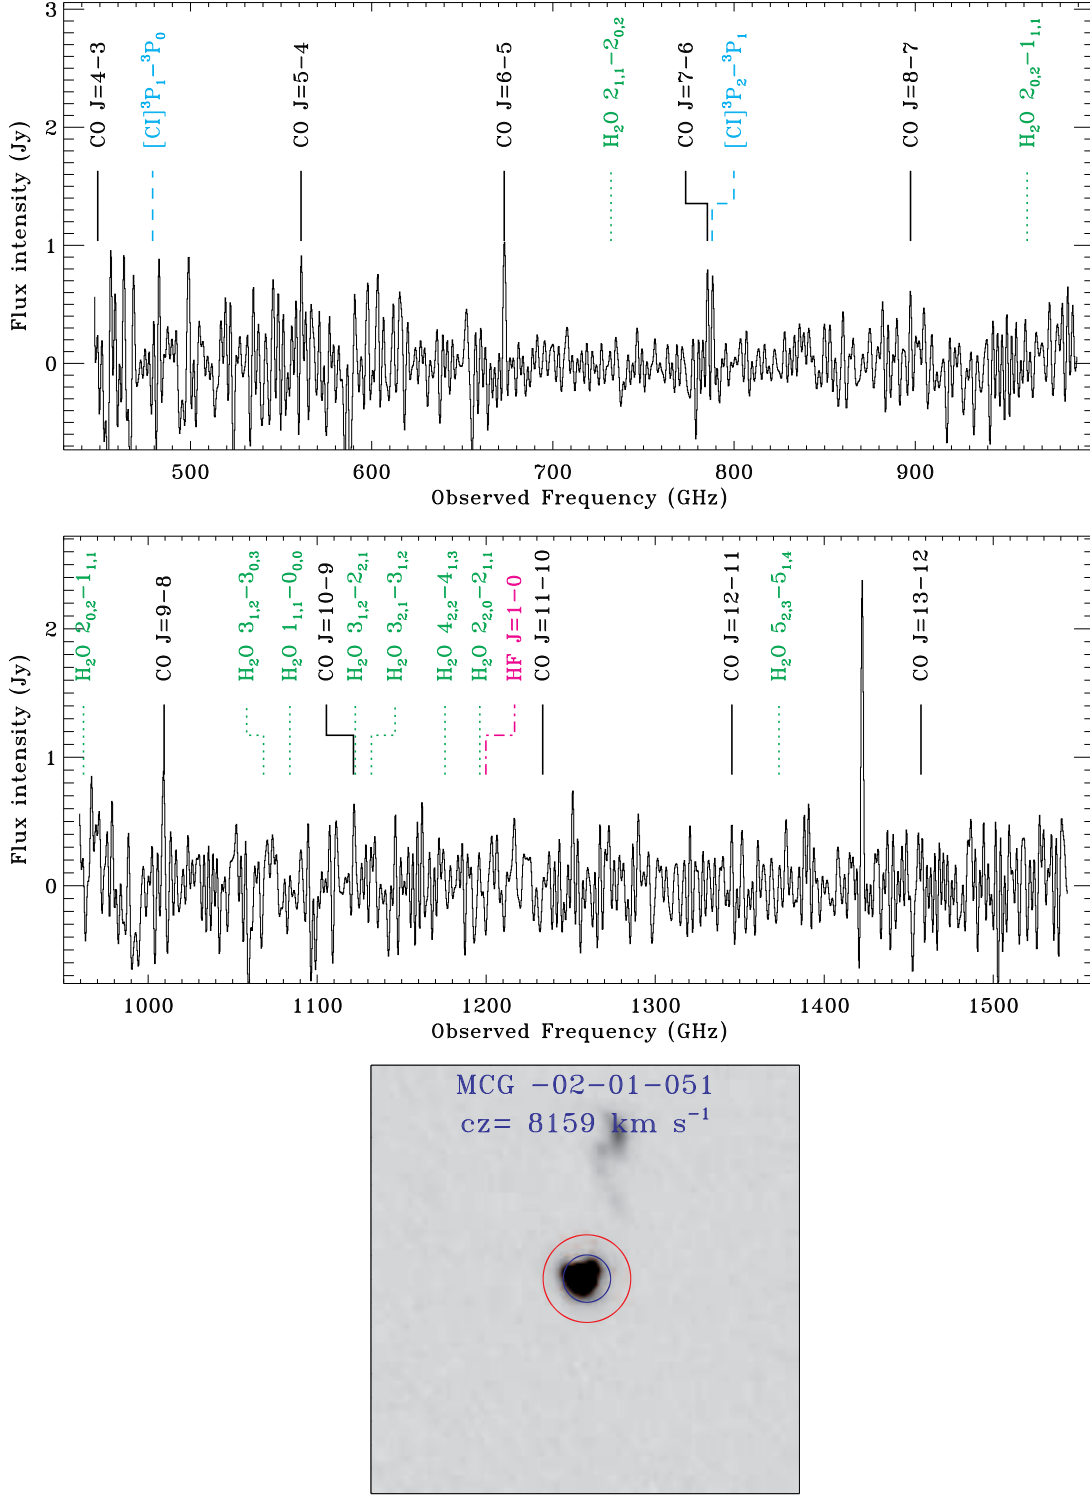 3
2
1
0
Flux intensity (Jy)
CO J=4−3
[CI]³P₁−³P₀
CO J=5−4
CO J=6−5
H₂O 2₁,₁−2₀,₂
CO J=7−6
[CI]³P₂−³P₁
CO J=8−7
H₂O 2₀,₂−1₁,₁
500 600 700 800 900
Observed Frequency (GHz)
2
1
0
Flux intensity (Jy)
H₂O 2₀,₂−1₁,₁
CO J=9−8
H₂O 3₁,₂−3₀,₃
H₂O 1₁,₁−0₀,₀
CO J=10−9
H₂O 3₁,₂−2₂,₁
H₂O 3₂,₁−3₁,₂
H₂O 4₂,₂−4₁,₃
H₂O 2₂,₀−2₁,₁
HF J=1−0
CO J=11−10
CO J=12−11
H₂O 5₂,₃−5₁,₄
CO J=13−12
1000 1100 1200 1300 1400 1500
Observed Frequency (GHz)
MCG −02−01−051
cz= 8159 km s⁻¹